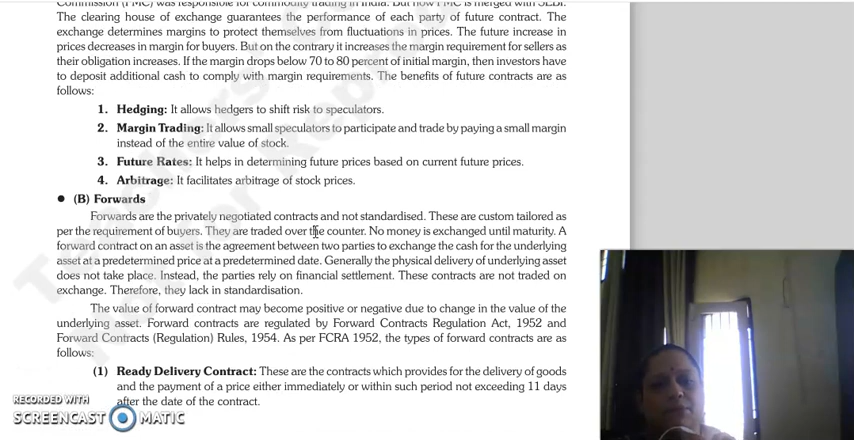 Commission (FMC) was responsible for commodity trading in India. But now FMC is merged with SEBI.
The clearing house of exchange guarantees the performance of each party of future contract. The
exchange determines margins to protect themselves from fluctuations in prices. The future increase in
prices decreases in margin for buyers. But on the contrary it increases the margin requirement for sellers as
their obligation increases. If the margin drops below 70 to 80 percent of initial margin, then investors have
to deposit additional cash to comply with margin requirements. The benefits of future contracts are as
follows:
1. Hedging: It allows hedgers to shift risk to speculators.
2. Margin Trading: It allows small speculators to participate and trade by paying a small margin
instead of the entire value of stock.
3. Future Rates: It helps in determining future prices based on current future prices.
4. Arbitrage: It facilitates arbitrage of stock prices.
● (B) Forwards
Forwards are the privately negotiated contracts and not standardised. These are custom tailored as
per the requirement of buyers. They are traded over the counter. No money is exchanged until maturity. A
forward contract on an asset is the agreement between two parties to exchange the cash for the underlying
asset at a predetermined price at a predetermined date. Generally the physical delivery of underlying asset
does not take place. Instead, the parties rely on financial settlement. These contracts are not traded on
exchange. Therefore, they lack in standardisation.
The value of forward contract may become positive or negative due to change in the value of the
underlying asset. Forward contracts are regulated by Forward Contracts Regulation Act, 1952 and
Forward Contracts (Regulation) Rules, 1954. As per FCRA 1952, the types of forward contracts are as
follows:
(1) Ready Delivery Contract: These are the contracts which provides for the delivery of goods
and the payment of a price either immediately or within such period not exceeding 11 days
after the date of the contract.
RECORDED WITH
SCREENCAST MATIC